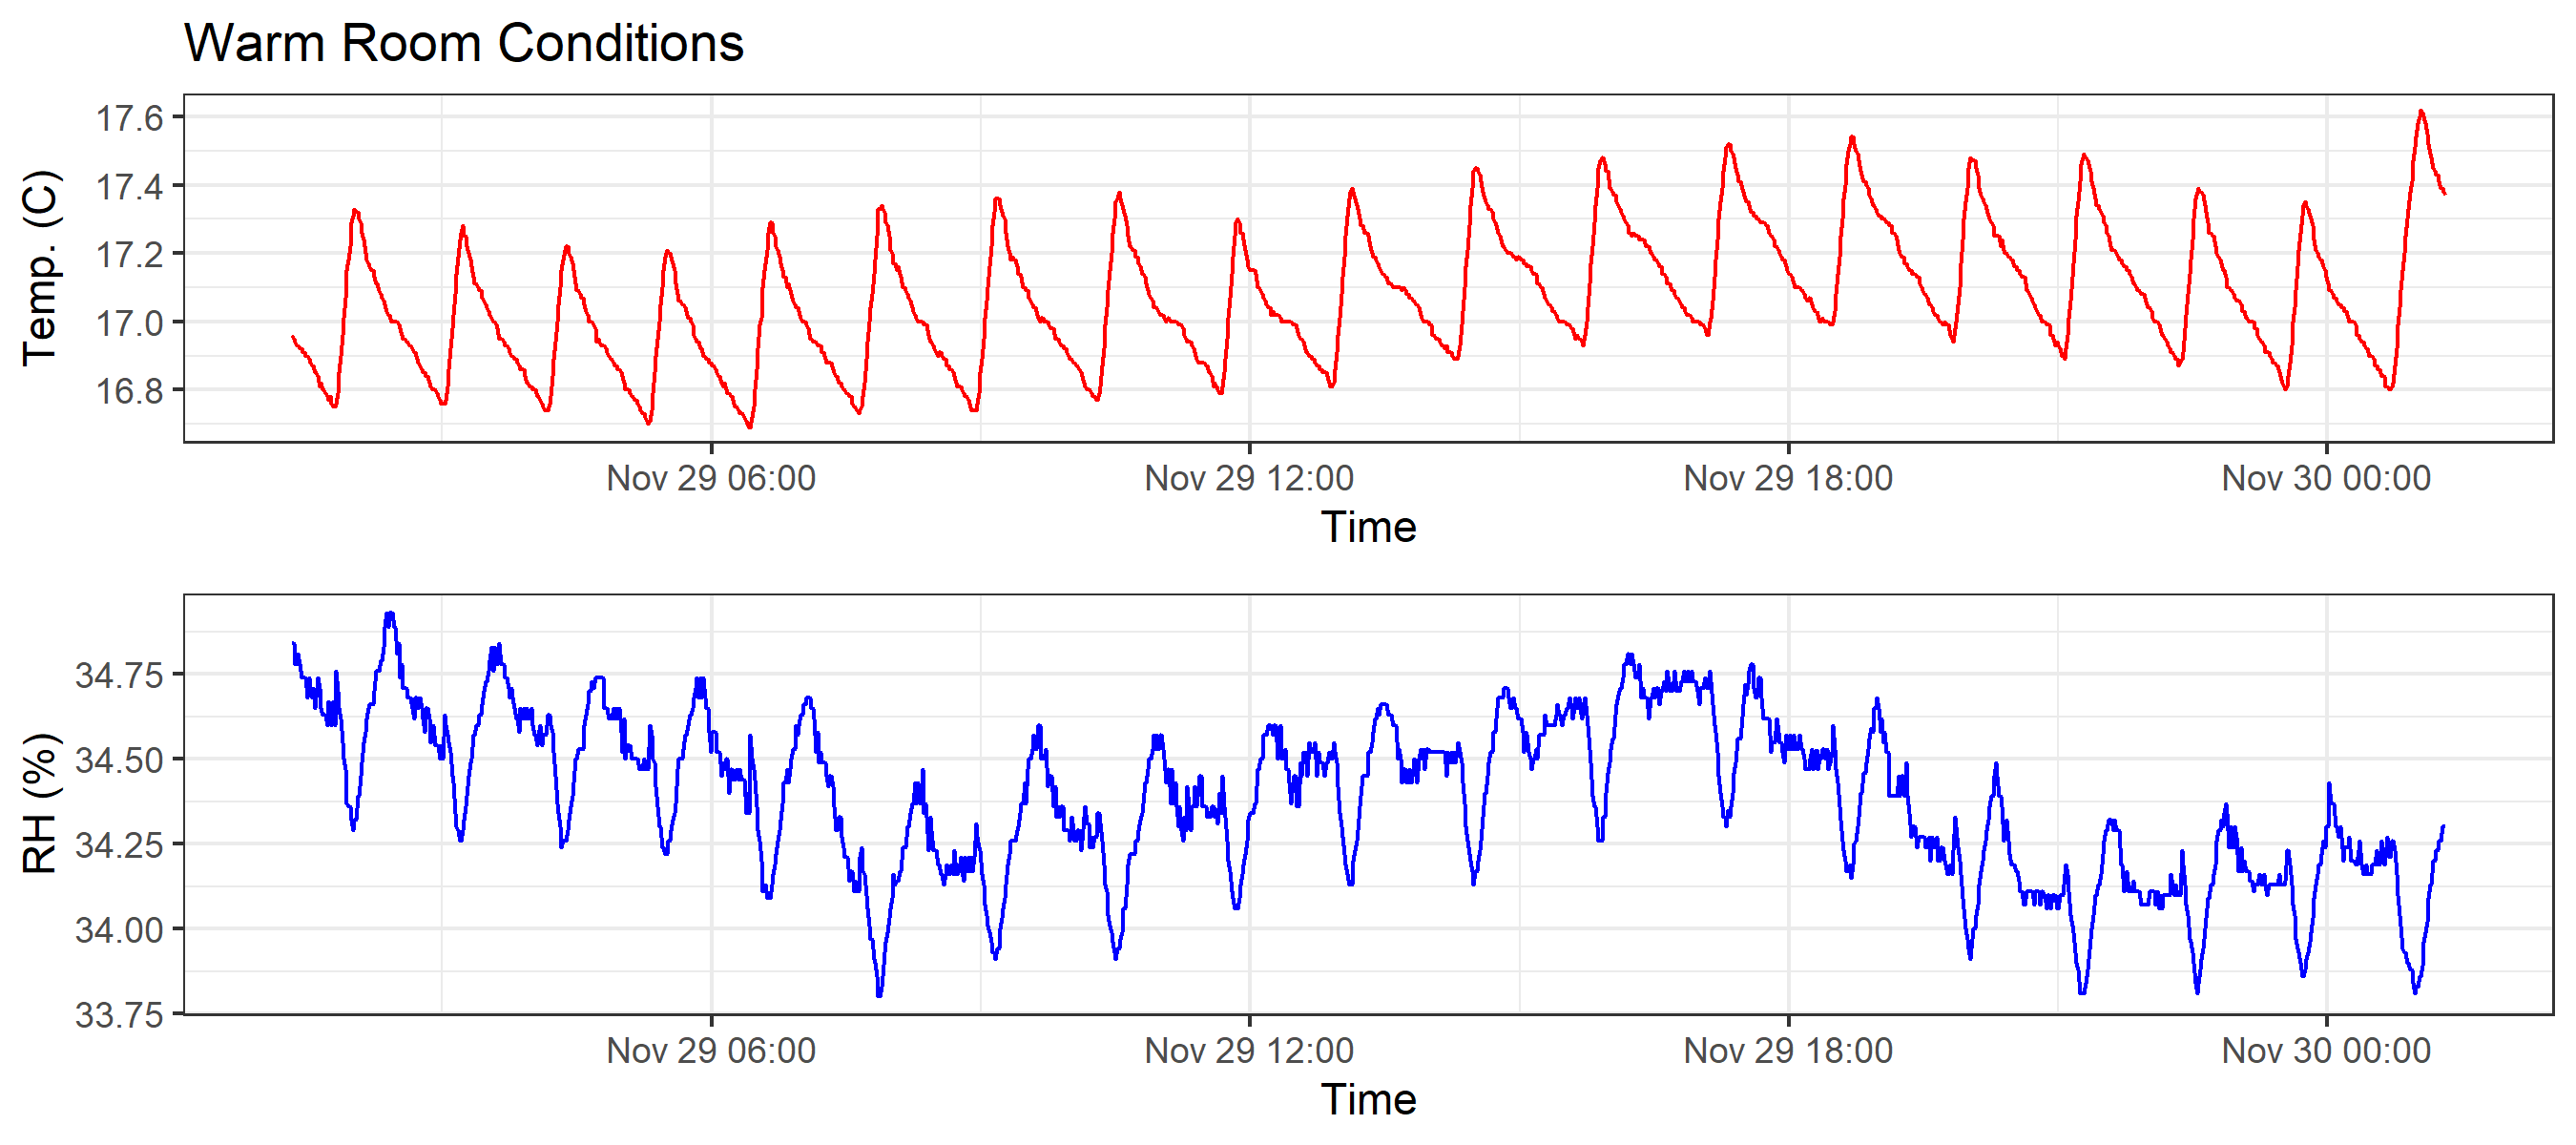 Warm Room Conditions
Temp. (C)
17.6
17.4
17.2
17.0
16.8
Nov 29 06:00 Nov 29 12:00 Nov 29 18:00 Nov 30 00:00
Time
RH (%)
34.75
34.50
34.25
34.00
33.75
Nov 29 06:00 Nov 29 12:00 Nov 29 18:00 Nov 30 00:00
Time